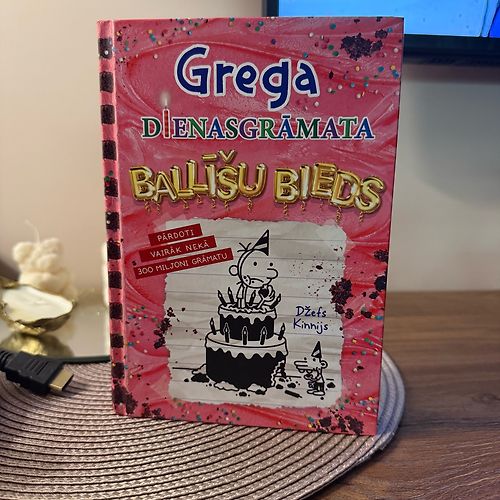 Grega
DIENASGRĀMATA
BALLĪŠU BIEDS
PĀRDOTI
VAIRĀK NEKĀ
300 MILJONI GRĀMATU
Džefs
Kinnijs